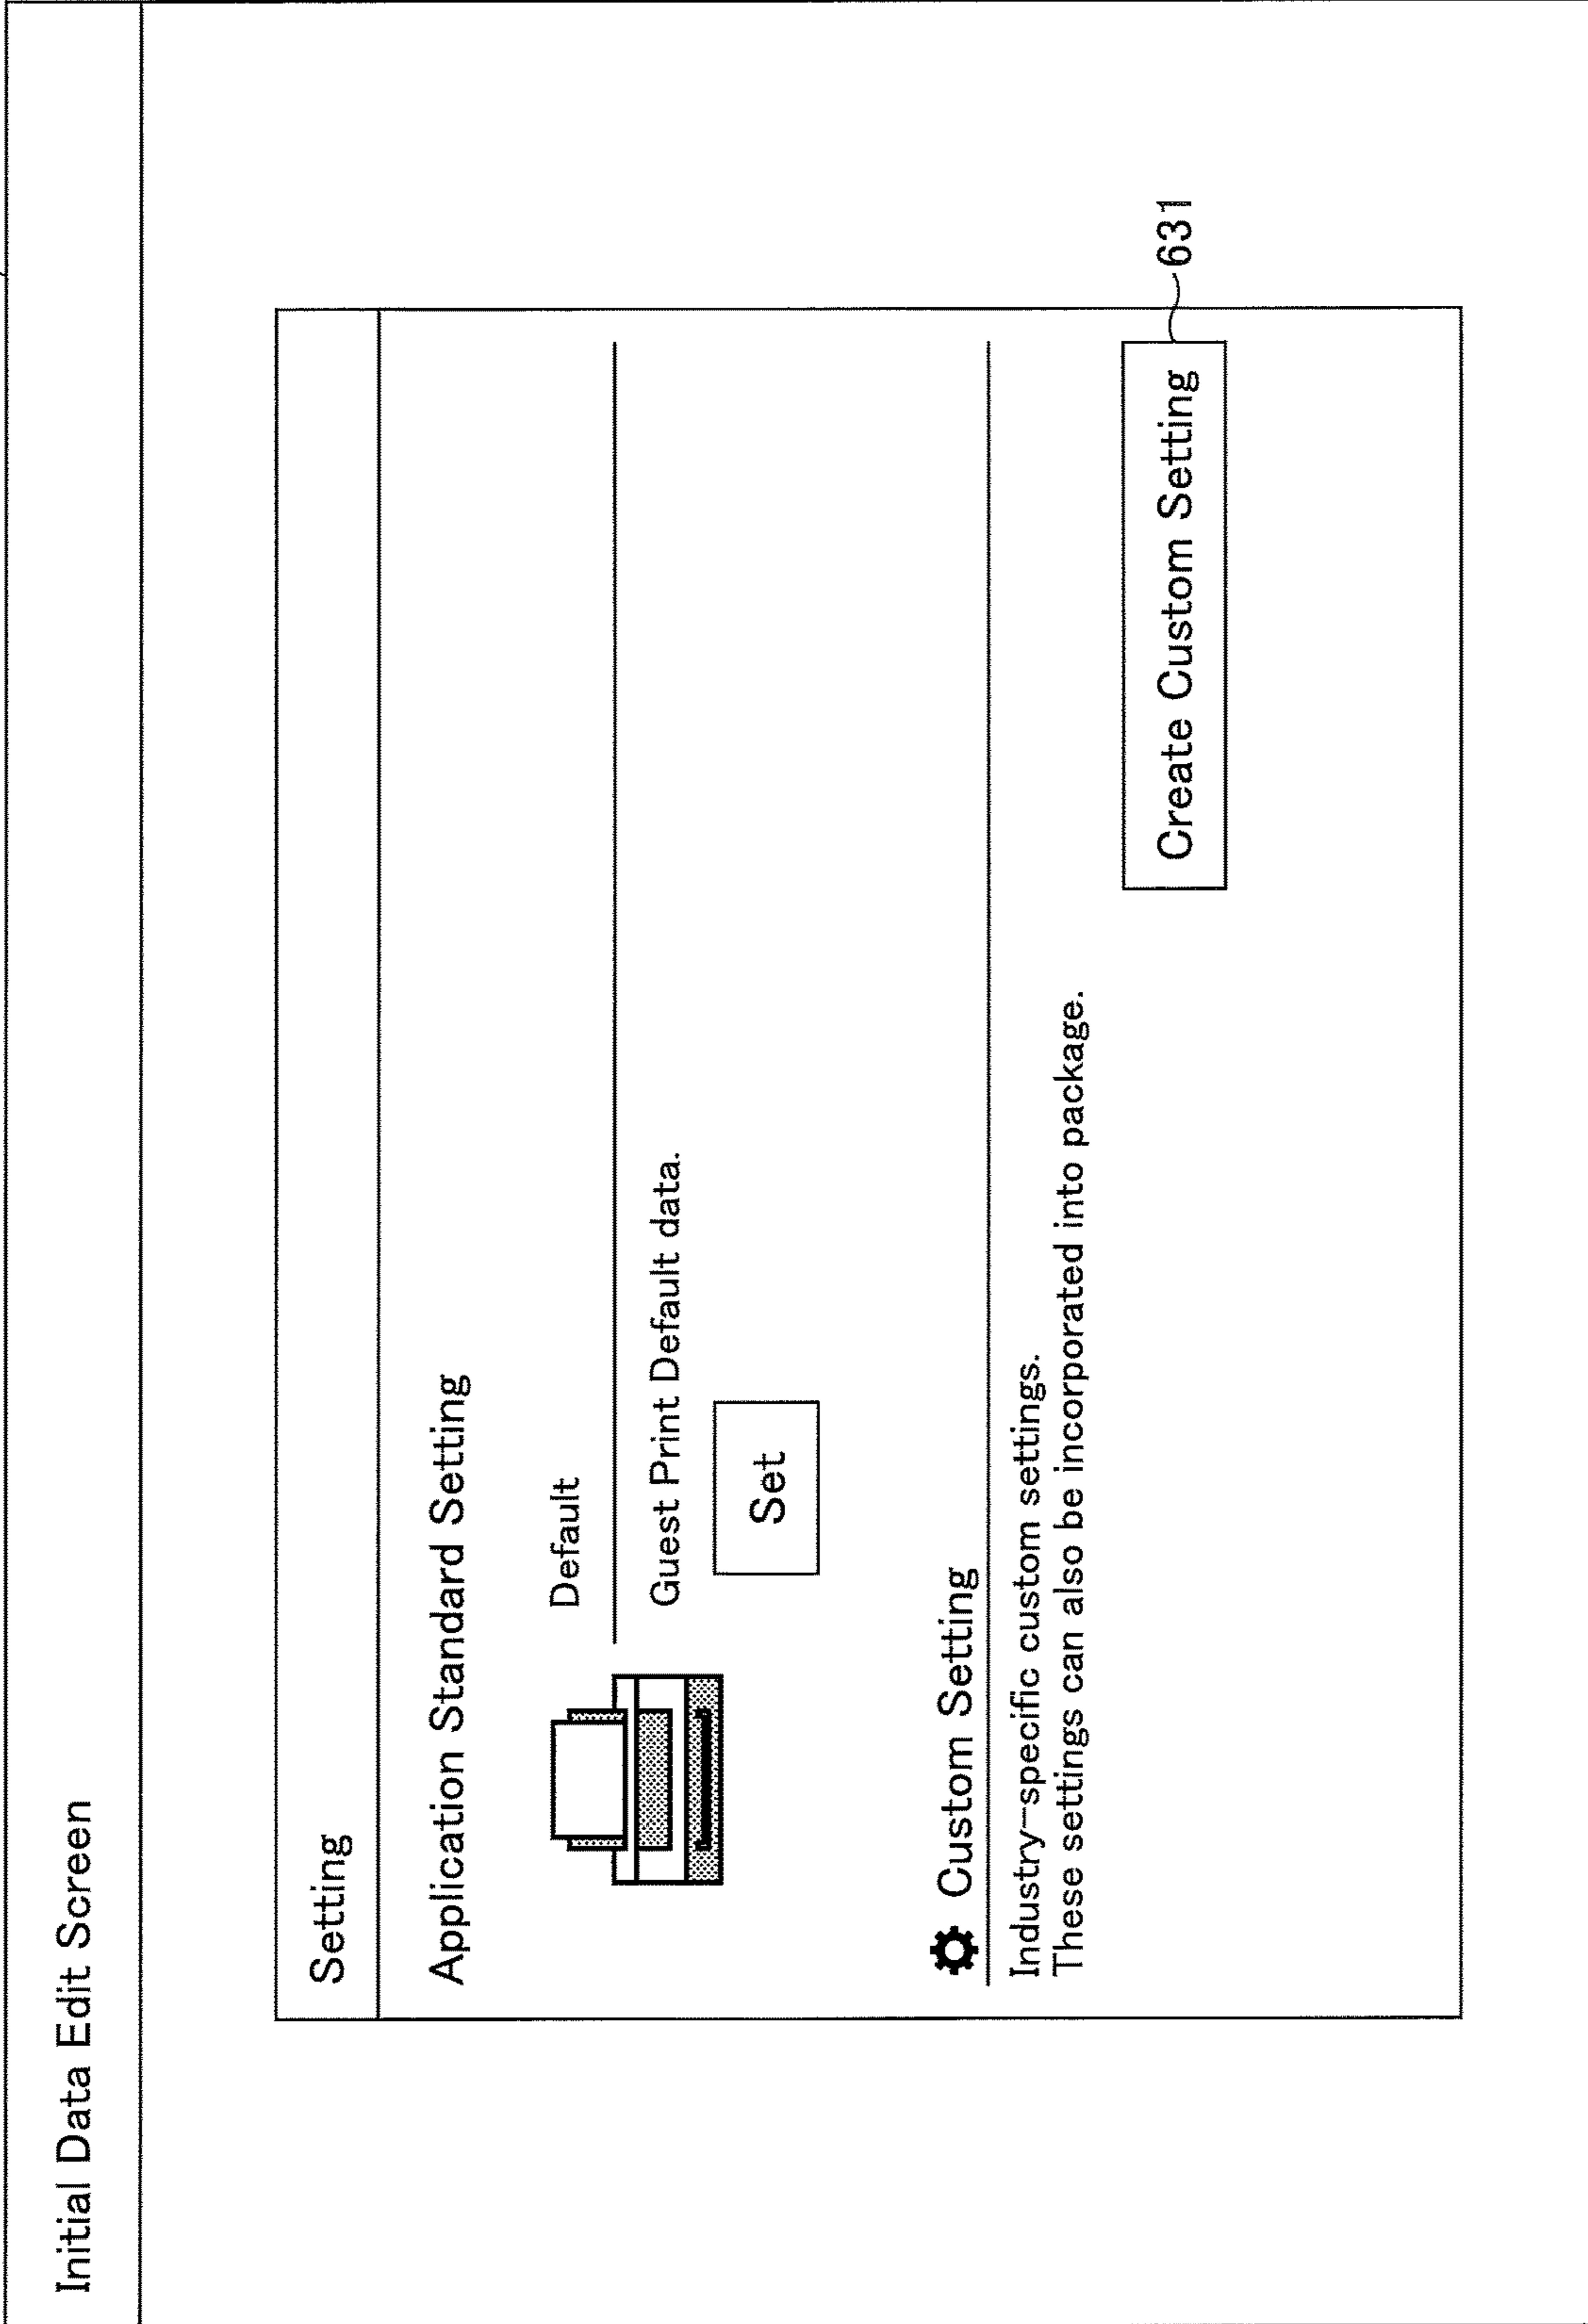 Initial Data Edit Screen
Setting
Application Standard Setting
Default
Guest Print Default data.
Set
Custom Setting
Industry-specific custom settings.
These settings can also be incorporated into package.
Create Custom Setting
631